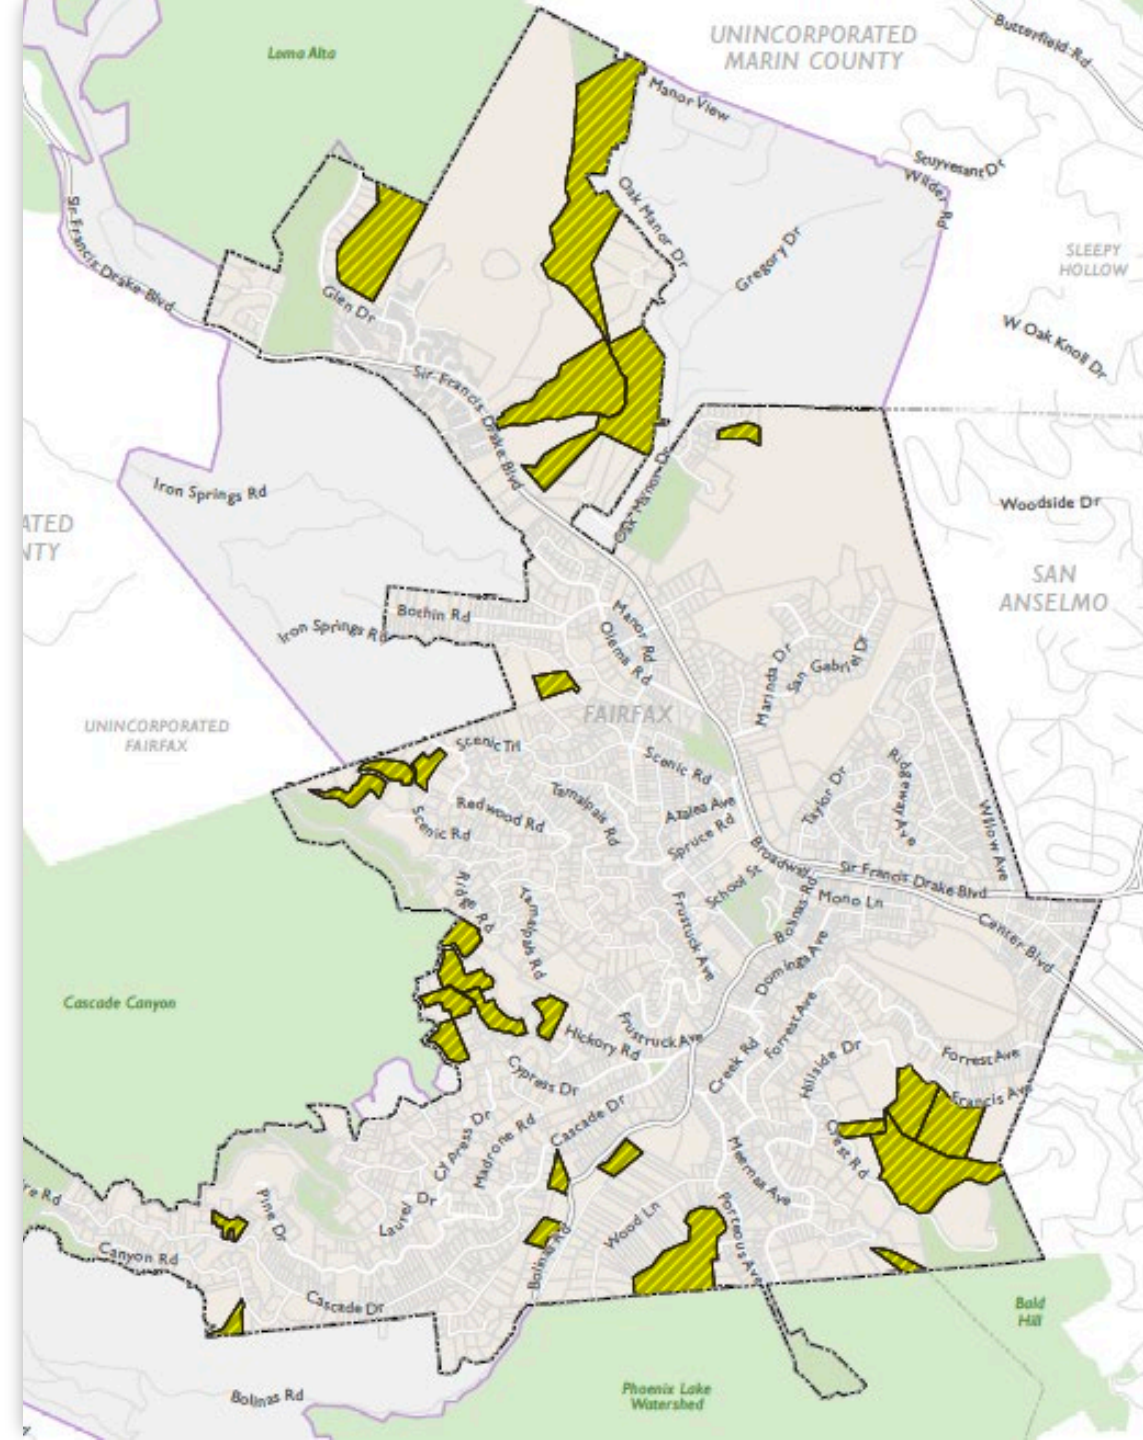 Loma Alta
UNINCORPORATED
MARIN COUNTY
Butterfield Rd
Manor View
Stuyvesant Dr
Wilder Rd
Sir Francis Drake Blvd
Oak Manor Dr
Gregory Dr
SLEEPY
HOLLOW
Glen Dr
W Oak Knoll Dr
Sir Francis Drake Blvd
Iron Springs Rd
Oak Manor Dr
Woodside Dr
ATED
NTY
SAN
ANSELMO
Bothin Rd
Iron Springs Rd
Manor Rd
Olema Rd
Marinda Dr
San Gabriel Dr
FAIRFAX
UNINCORPORATED
FAIRFAX
Scenic Trl
Scenic Rd
Redwood Rd
Tamalpais Rd
Azalea Ave
Taylor Dr
Ridgeway Ave
Willow Ave
Scenic Rd
Spruce Rd
Broadway
Sir Francis Drake Blvd
School St
Mono Ln
Bolinas Rd
Center Blvd
Ridge Rd
Tamalpais Rd
Frustuck Ave
Dominga Ave
Cascade Canyon
Frustruck Ave
Hickory Rd
Forrest Ave
Hillside Dr
Forrest Ave
Creek Rd
Cypress Dr
Francis Ave
Cascade Dr
Cypress Dr
Madrone Rd
Crest Rd
Meernaa Ave
re Rd
Pine Dr
Laurel Dr
Wood Ln
Porteous Ave
Canyon Rd
Bolinas Rd
Cascade Dr
Bald
Hill
Bolinas Rd
Phoenix Lake
Watershed